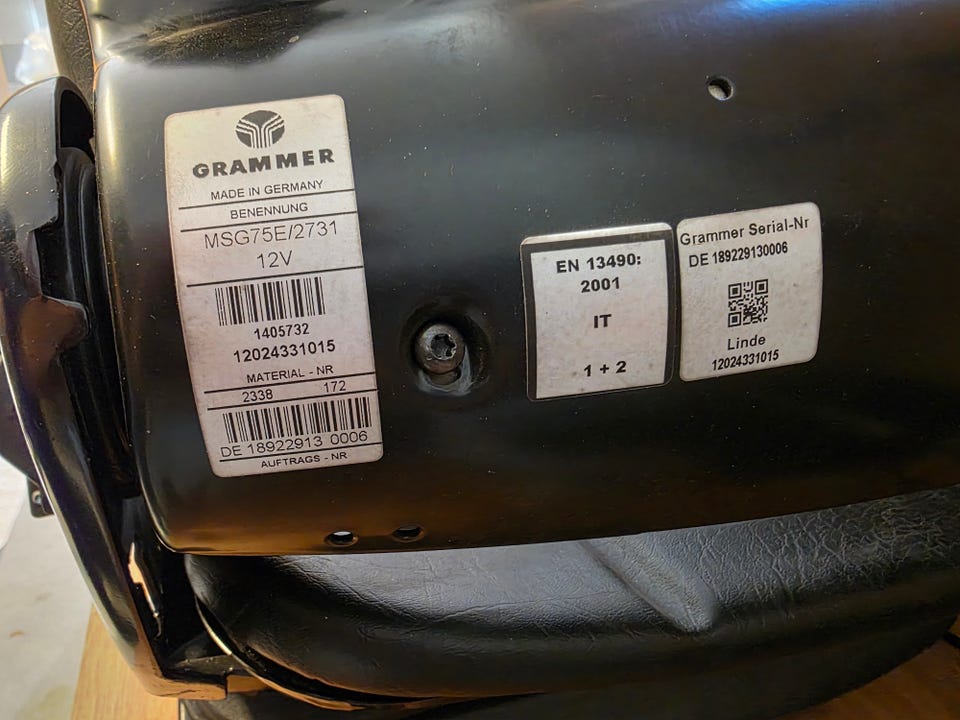 GRAMMER
MADE IN GERMANY
BENENNUNG
MSG75E/2731
12V
1405732
12024331015
MATERIAL - NR
2338 172
DE 18922913 0006
AUFTRAGS - NR
EN 13490:
2001
IT
1 + 2
Grammer Serial-Nr
DE 189229130006
Linde
12024331015